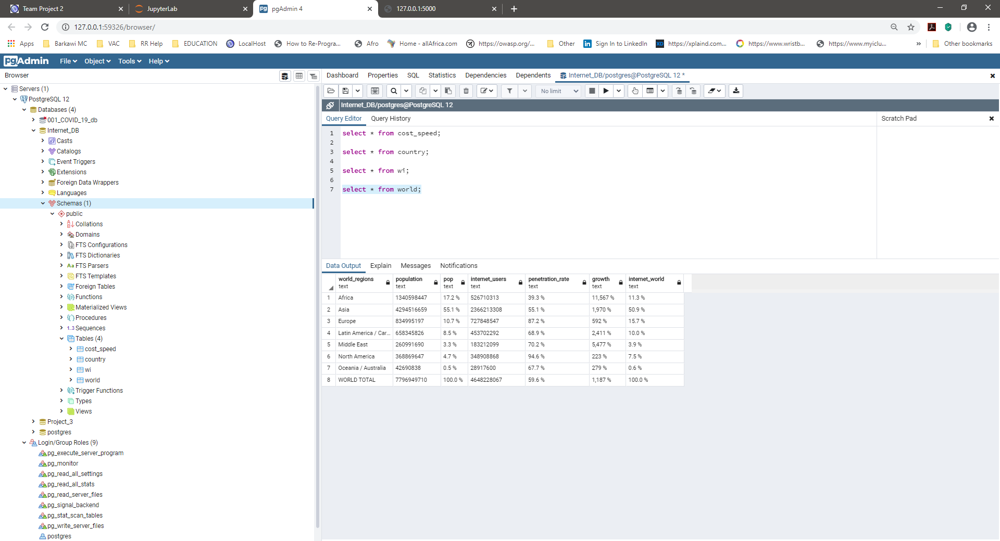 Team Project 2
JupyterLab
pgAdmin 4
127.0.0.1:5000
127.0.0.1:59326/browser/
Apps
Barkawi MC
VAC
RR Help
EDUCATION
LocalHost
How to Re-Progra...
Afro
Home - allAfrica.com
https://owasp.org/...
Other
Sign In to LinkedIn
https://xplaind.com...
https://www.wristb...
https://www.myiclu...
»
Other bookmarks
pgAdmin
File
Object
Tools
Help
Browser
Dashboard
Properties
SQL
Statistics
Dependencies
Dependents
Internet_DB/postgres@PostgreSQL 12 *
No limit
Internet_DB/postgres@PostgreSQL 12
Query Editor
Query History
Scratch Pad
1 select * from cost_speed;
2
3 select * from country;
4
5 select * from wi;
6
7 select * from world;
Servers (1)
PostgreSQL 12
Databases (4)
001_COVID_19_db
Internet_DB
Casts
Catalogs
Event Triggers
Extensions
Foreign Data Wrappers
Languages
Schemas (1)
public
Collations
Domains
FTS Configurations
FTS Dictionaries
Aa FTS Parsers
FTS Templates
Foreign Tables
Functions
Materialized Views
Procedures
1..3 Sequences
Tables (4)
cost_speed
country
wi
world
Trigger Functions
Types
Views
Project_3
postgres
Login/Group Roles (9)
pg_execute_server_program
pg_monitor
pg_read_all_settings
pg_read_all_stats
pg_read_server_files
pg_signal_backend
pg_stat_scan_tables
pg_write_server_files
postgres
Data Output
Explain
Messages
Notifications
world_regions population pop internet_users penetration_rate growth internet_world
text text text text text text text
1 Africa 1340598447 17.2 % 526710313 39.3 % 11,567 % 11.3 %
2 Asia 4294516659 55.1 % 2366213308 55.1 % 1,970 % 50.9 %
3 Europe 834995197 10.7 % 727848547 87.2 % 592 % 15.7 %
4 Latin America / Car... 658345826 8.5 % 453702292 68.9 % 2,411 % 10.0 %
5 Middle East 260991690 3.3 % 183212099 70.2 % 5,477 % 3.9 %
6 North America 368869647 4.7 % 348908868 94.6 % 223 % 7.5 %
7 Oceania / Australia 42690838 0.5 % 28917600 67.7 % 279 % 0.6 %
8 WORLD TOTAL 7796949710 100.0 % 4648228067 59.6 % 1,187 % 100.0 %